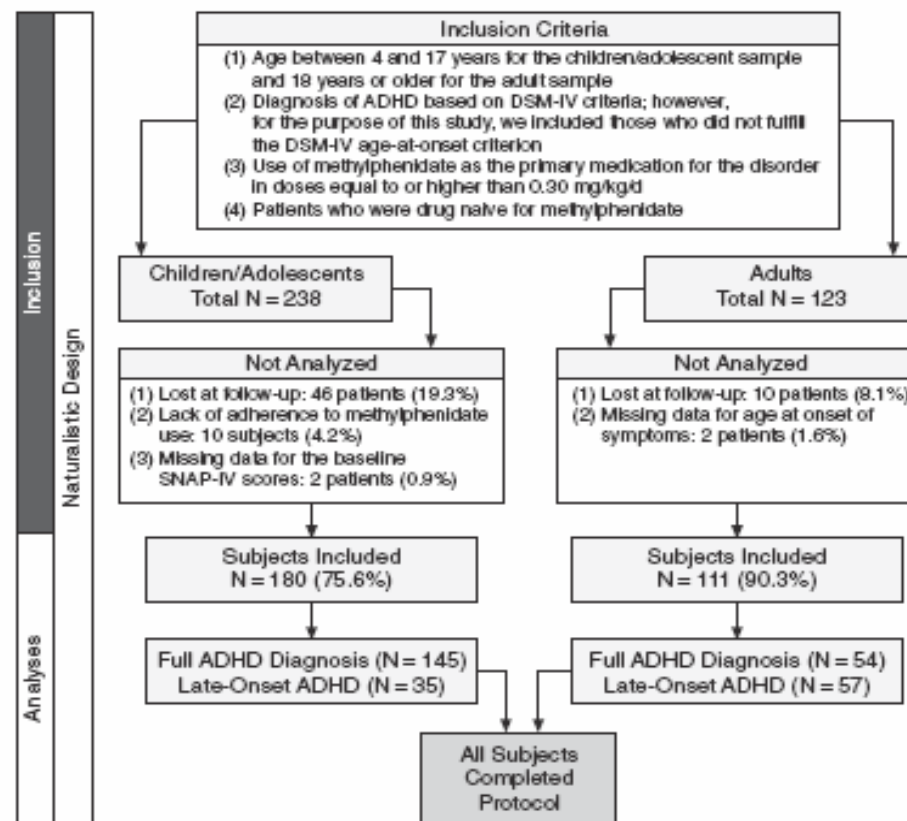 Inclusion Criteria
(1) Age between 4 and 17 years for the children/adolescent sample
and 18 years or older for the adult sample
(2) Diagnosis of ADHD based on DSM-IV criteria; however,
for the purpose of this study, we included those who did not fulfill
the DSM-IV age-at-onset criterion
(3) Use of methylphenidate as the primary medication for the disorder
in doses equal to or higher than 0.30 mg/kg/d
(4) Patients who were drug naive for methylphenidate
Inclusion
Naturalistic Design
Children/Adolescents
Total N = 238
Adults
Total N = 123
Not Analyzed
(1) Lost at follow-up: 46 patients (19.3%)
(2) Lack of adherence to methylphenidate
use: 10 subjects (4.2%)
(3) Missing data for the baseline
SNAP-IV scores: 2 patients (0.9%)
Not Analyzed
(1) Lost at follow-up: 10 patients (8.1%)
(2) Missing data for age at onset of
symptoms: 2 patients (1.6%)
Subjects Included
N = 180 (75.6%)
Subjects Included
N = 111 (90.3%)
Analyses
Full ADHD Diagnosis (N = 145)
Late-Onset ADHD (N = 35)
Full ADHD Diagnosis (N = 54)
Late-Onset ADHD (N = 57)
All Subjects
Completed
Protocol